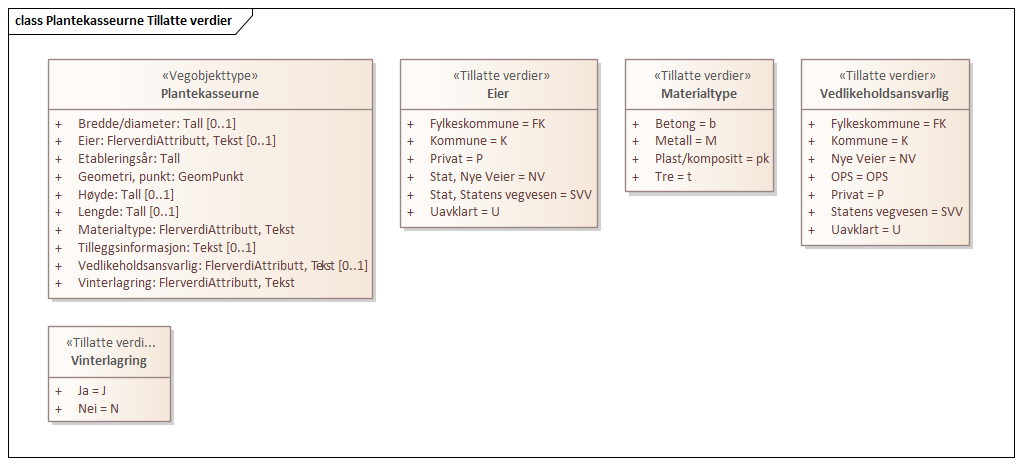 class Plantekasseurne Tillatte verdier
«Vegobjekttype»
Plantekasseurne
+ Bredde/diameter: Tall [0..1]
+ Eier: FlerverdiAttributt, Tekst [0..1]
+ Etableringsår: Tall
+ Geometri, punkt: GeomPunkt
+ Høyde: Tall [0..1]
+ Lengde: Tall [0..1]
+ Materialtype: FlerverdiAttributt, Tekst
+ Tilleggsinformasjon: Tekst [0..1]
+ Vedlikeholdsansvarlig: FlerverdiAttributt, Tekst [0..1]
+ Vinterlagring: FlerverdiAttributt, Tekst
«Tillatte verdier»
Eier
+ Fylkeskommune = FK
+ Kommune = K
+ Privat = P
+ Stat, Nye Veier = NV
+ Stat, Statens vegvesen = SVV
+ Uavklart = U
«Tillatte verdier»
Materialtype
+ Betong = b
+ Metall = M
+ Plast/kompositt = pk
+ Tre = t
«Tillatte verdier»
Vedlikeholdsansvarlig
+ Fylkeskommune = FK
+ Kommune = K
+ Nye Veier = NV
+ OPS = OPS
+ Privat = P
+ Statens vegvesen = SVV
+ Uavklart = U
«Tillatte verdi...
Vinterlagring
+ Ja = J
+ Nei = N